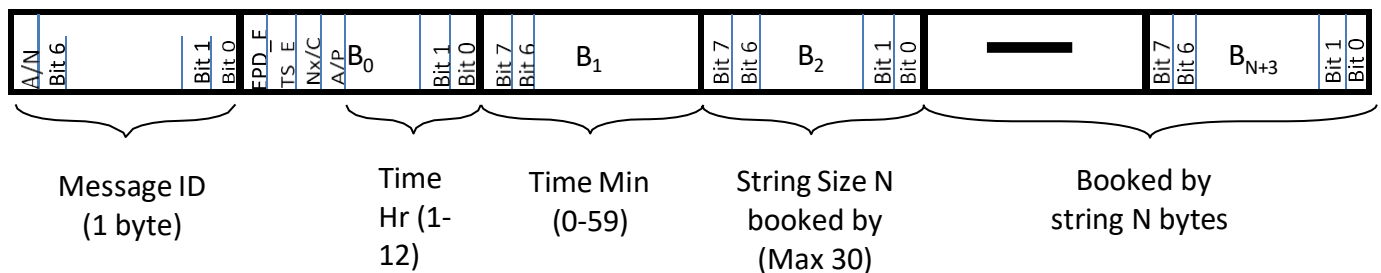 A/N
Bit 6
Bit 1
Bit 0
EPD_F
TS_E
Nx/C
A/P
B0
Bit 1
Bit 0
Bit 7
Bit 6
B1
Bit 7
Bit 6
B2
Bit 1
Bit 0
Bit 7
Bit 6
BN+3
Bit 1
Bit 0
Message ID
(1 byte)
Time
Hr (1-
12)
Time Min
(0-59)
String Size N
booked by
(Max 30)
Booked by
string N bytes